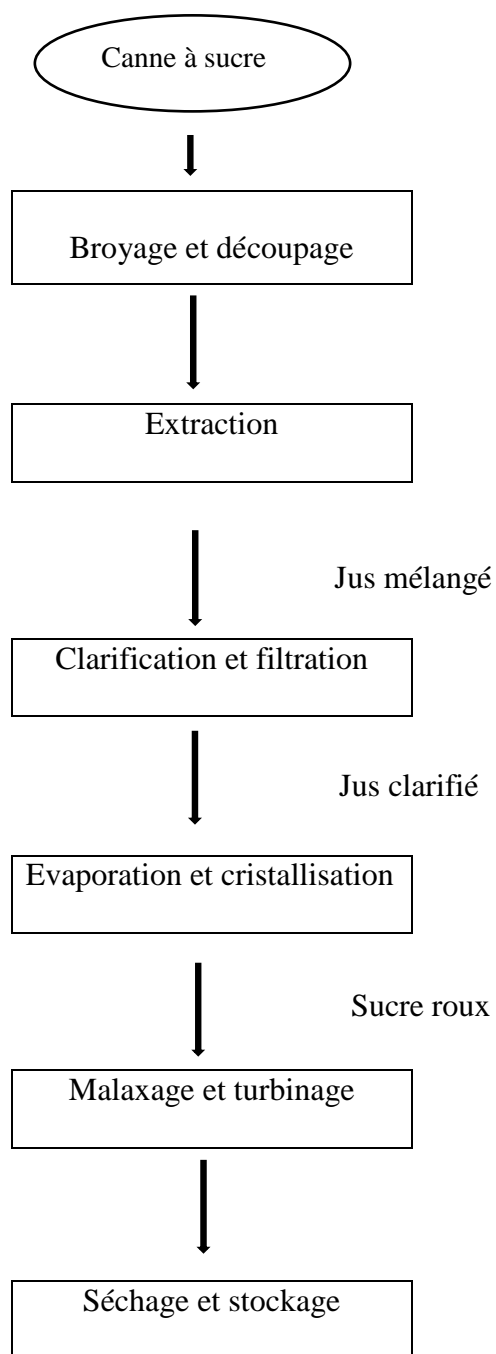 Canne à sucre
Broyage et découpage
Extraction
Jus mélangé
Clarification et filtration
Jus clarifié
Evaporation et cristallisation
Sucre roux
Malaxage et turbinage
Séchage et stockage